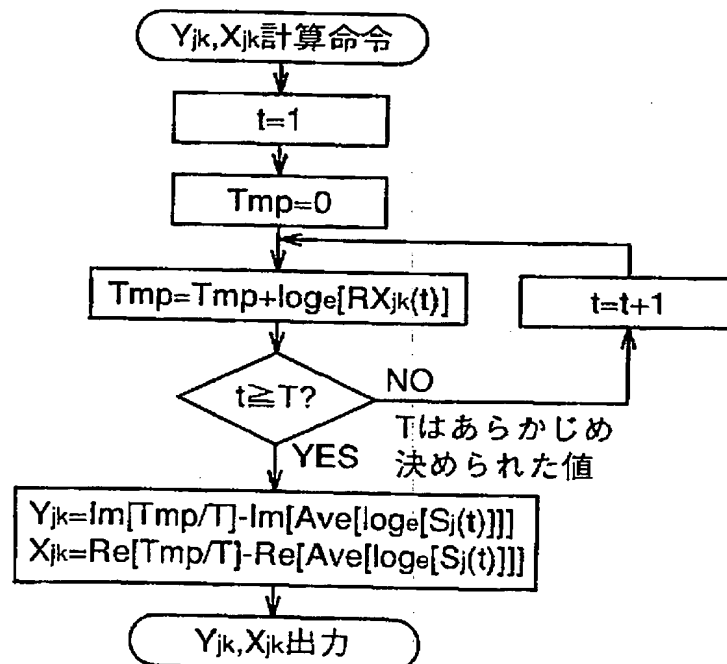 Yjk,Xjk計算命令
t=1
Tmp=0
Tmp=Tmp+loge[RXjk(t)]
t=t+1
t≧T?
NO
YES
Tはあらかじめ
決められた値
Yjk=Im[Tmp/T]-Im[Ave[loge[Sj(t)]]]
Xjk=Re[Tmp/T]-Re[Ave[loge[Sj(t)]]]
Yjk,Xjk出力